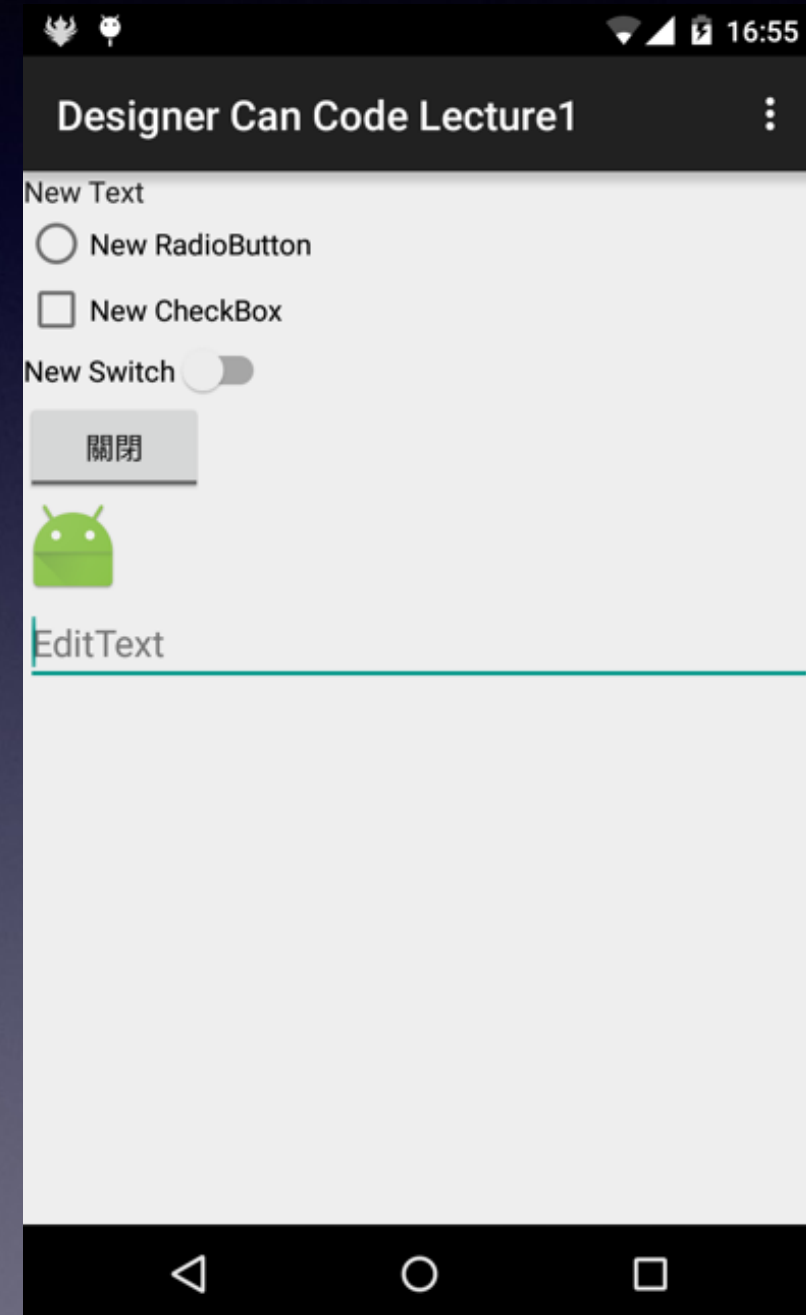 16:55
Designer Can Code Lecture1
New Text
New RadioButton
New CheckBox
New Switch
關閉
EditText